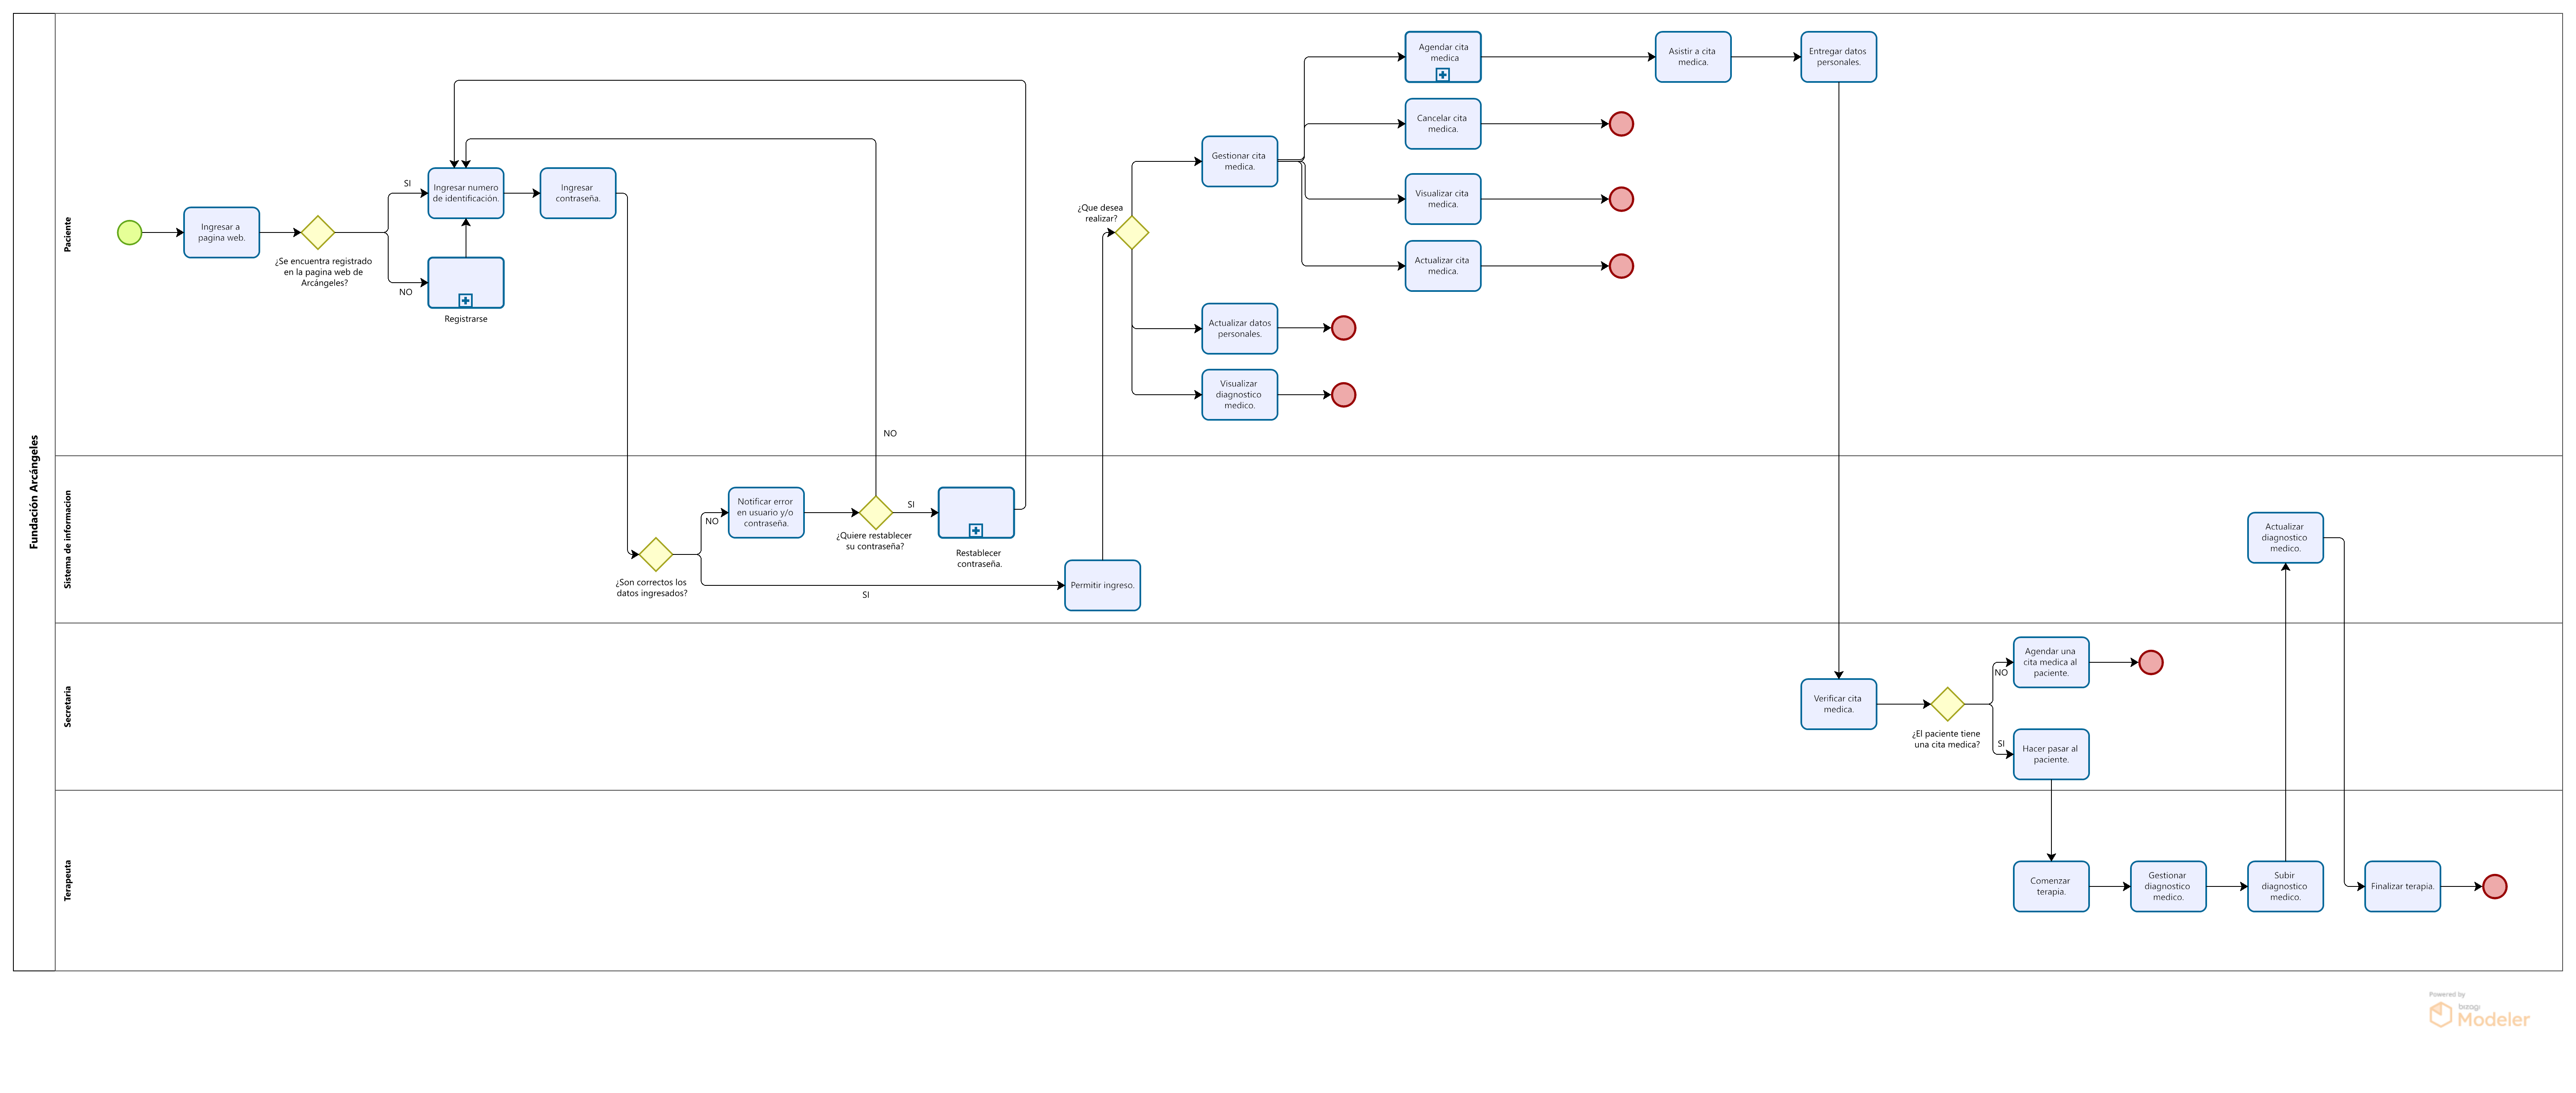 Fundación Arcángeles
Paciente
Ingresar a
pagina web.
¿Se encuentra registrado
en la pagina web de
Arcángeles?
SI
NO
Ingresar numero
de identificación.
Registrarse
Ingresar
contraseña.
¿Que desea
realizar?
Gestionar cita
medica.
Agendar cita
medica
Cancelar cita
medica.
Visualizar cita
medica.
Actualizar cita
medica.
Actualizar datos
personales.
Visualizar
diagnostico
medico.
Asistir a cita
medica.
Entregar datos
personales.
Sistema de informacion
¿Son correctos los
datos ingresados?
NO
SI
Notificar error
en usuario y/o
contraseña.
¿Quiere restablecer
su contraseña?
NO
SI
Restablecer
contraseña.
Permitir ingreso.
Actualizar
diagnostico
medico.
Secretaria
Verificar cita
medica.
¿El paciente tiene
una cita medica?
NO
SI
Agendar una
cita medica al
paciente.
Hacer pasar al
paciente.
Terapeuta
Comenzar
terapia.
Gestionar
diagnostico
medico.
Subir
diagnostico
medico.
Finalizar terapia.
Powered by
bizagi
Modeler